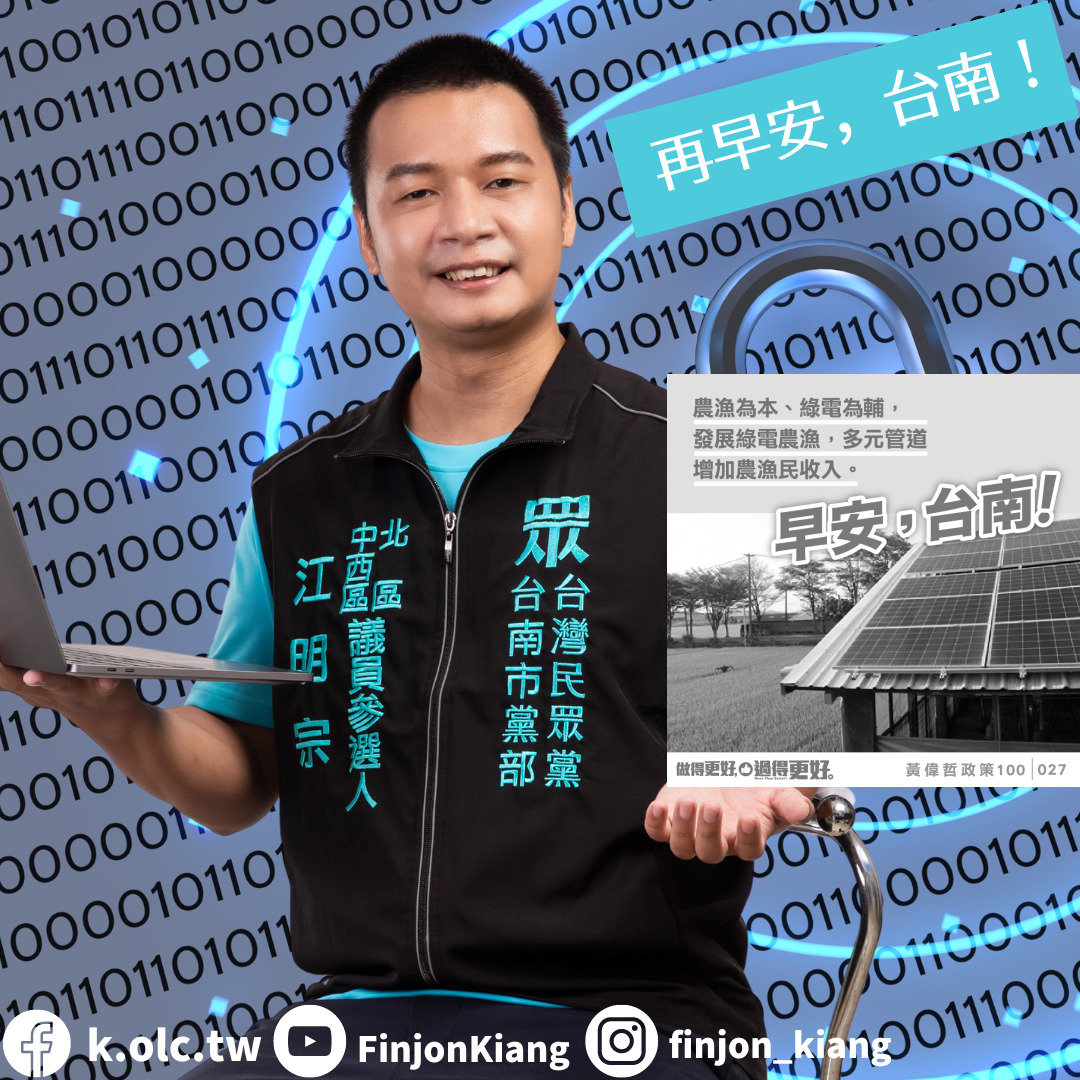 再早安，台南！
農漁為本、綠電為輔，
發展綠電農漁，多元管道
增加農漁民收入。
早安，台南!
北區
中西區
議員參選人
江明宗
眾
台灣民眾黨
台南市黨部
做得更好，過得更好。
黃偉哲政策100|027
k.olc.tw
FinjonKiang
finjon_kiang